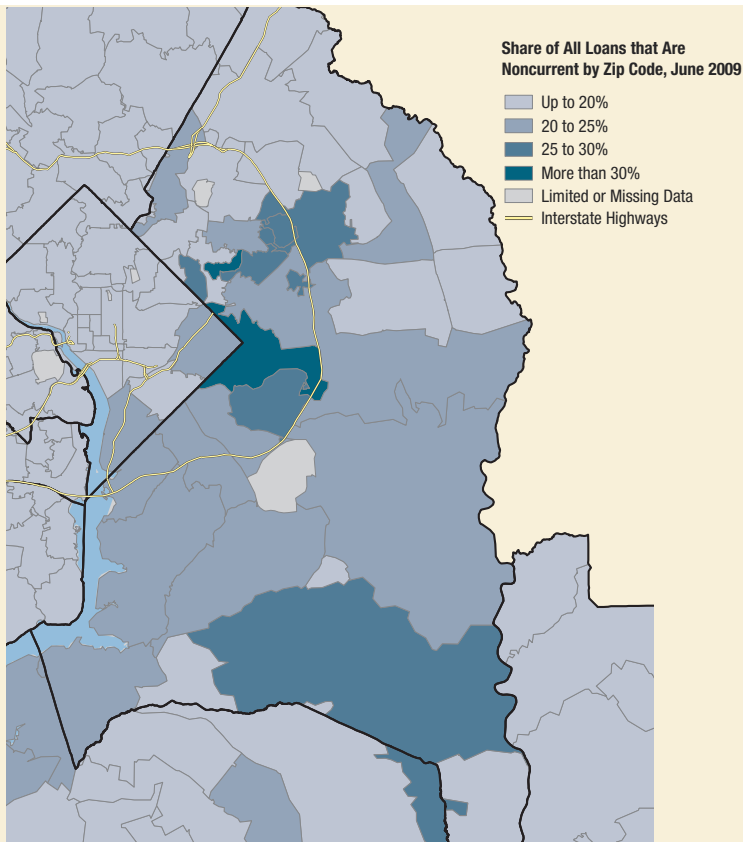 Share of All Loans that Are
Noncurrent by Zip Code, June 2009
Up to 20%
20 to 25%
25 to 30%
More than 30%
Limited or Missing Data
Interstate Highways